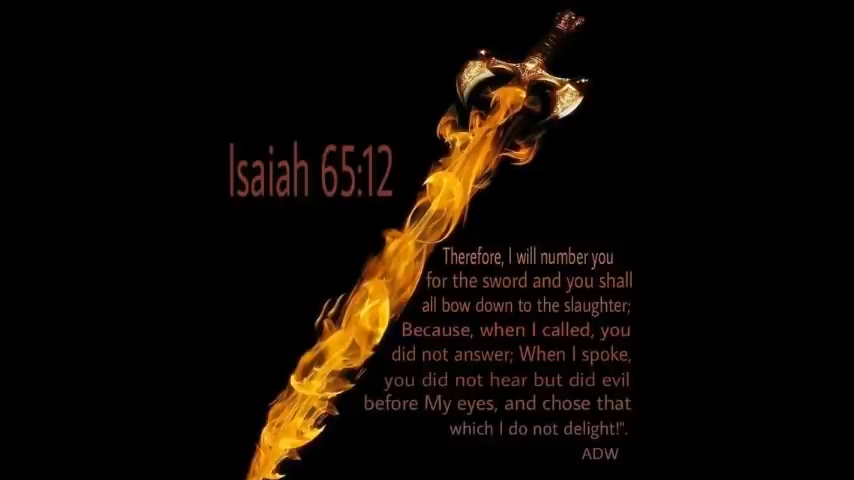 Isaiah 65:12
Therefore, I will number you
for the sword and you shall
all bow down to the slaughter;
Because, when I called, you
did not answer; When I spoke,
you did not hear but did evil
before My eyes, and chose that
which I do not delight!".
ADW